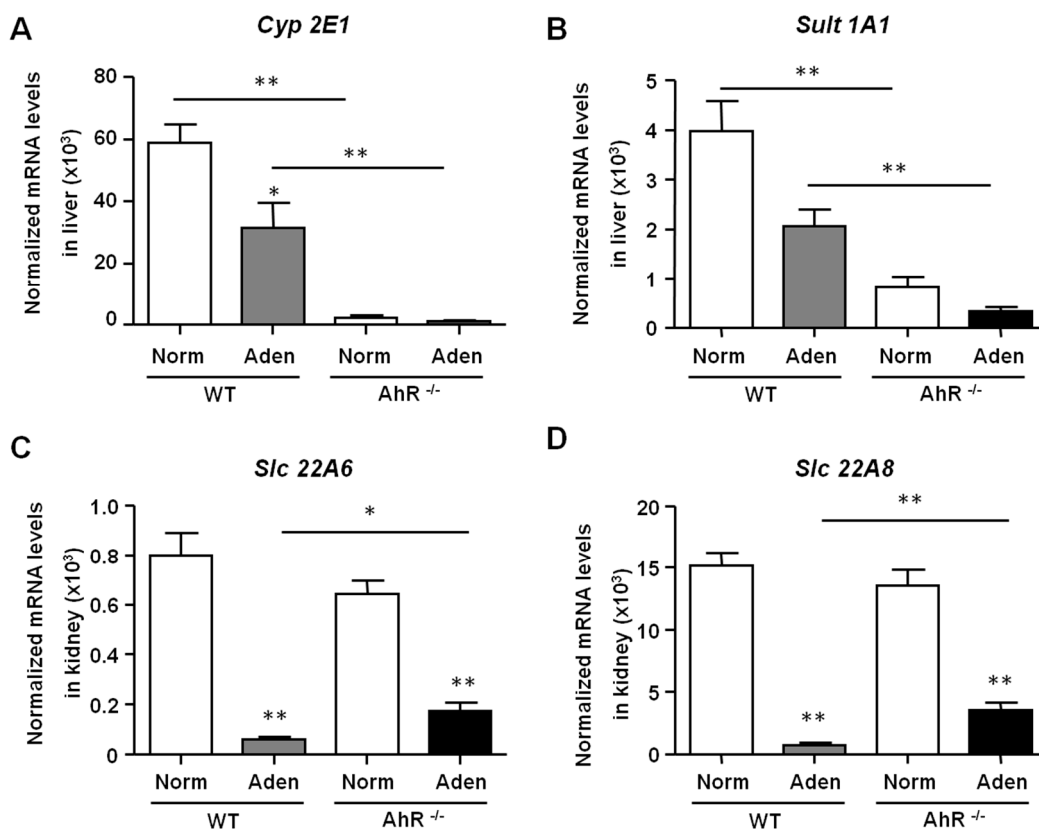 A
Cyp 2E1
Normalized mRNA levels
in liver (x10³)
80
60
40
20
0
**
**
*
Norm Aden Norm Aden
WT AhR -/-
B
Sult 1A1
Normalized mRNA levels
in liver (x10³)
5
4
3
2
1
0
**
**
Norm Aden Norm Aden
WT AhR -/-
C
Slc 22A6
Normalized mRNA levels
in kidney (x10³)
1.0
0.8
0.6
0.4
0.2
0
*
**
**
Norm Aden Norm Aden
WT AhR -/-
D
Slc 22A8
Normalized mRNA levels
in kidney (x10³)
20
15
10
5
0
**
**
**
Norm Aden Norm Aden
WT AhR -/-